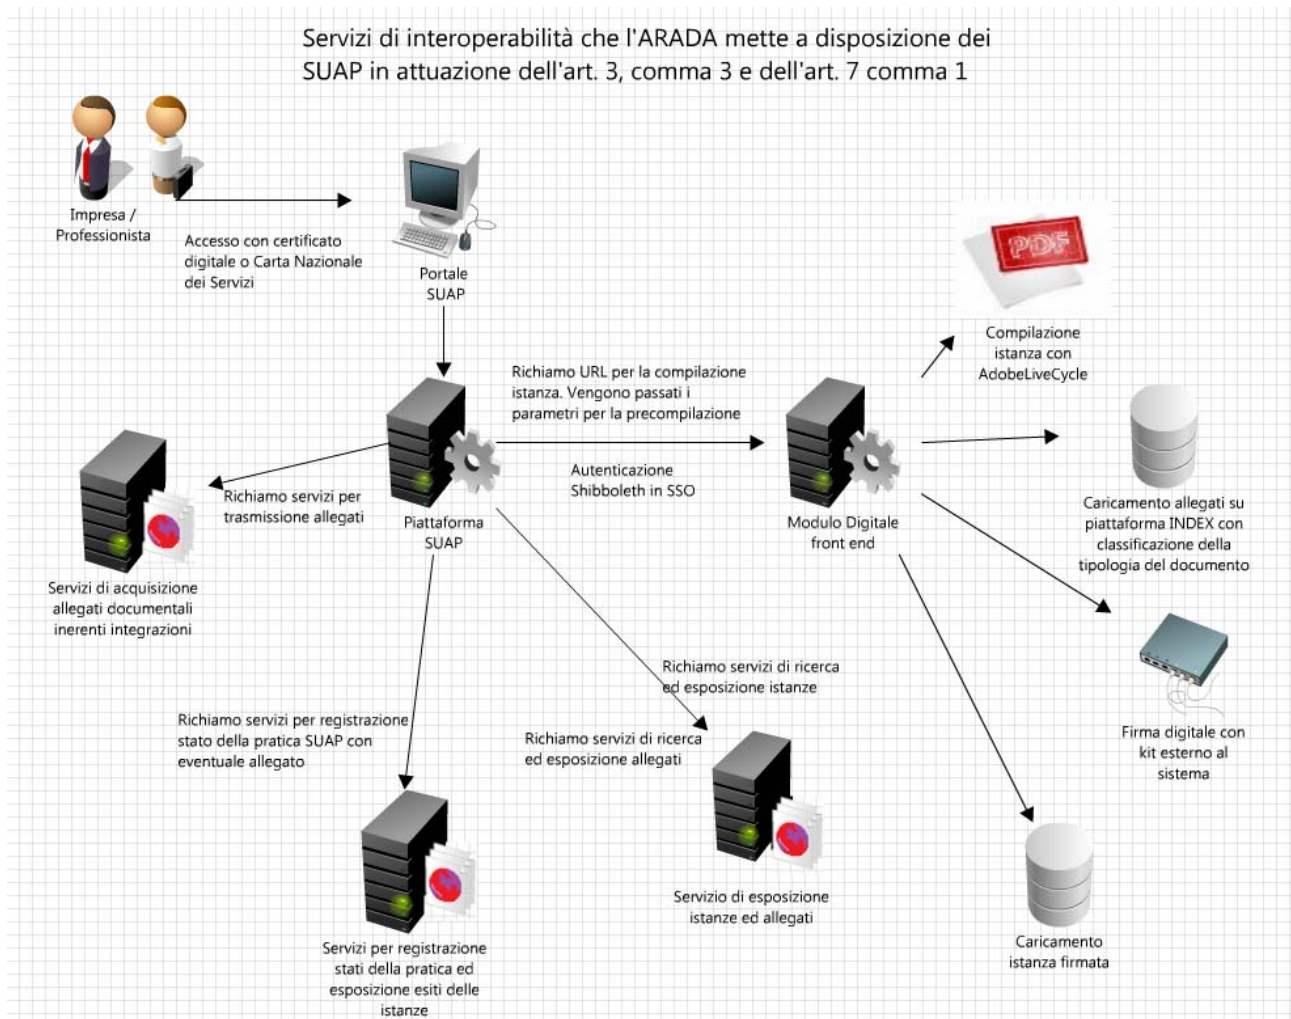 Servizi di interoperabilità che l'ARADA mette a disposizione dei
SUAP in attuazione dell'art. 3, comma 3 e dell'art. 7 comma 1
Impresa /
Professionista
Accesso con certificato
digitale o Carta Nazionale
dei Servizi
Portale
SUAP
PDF
Compilazione
istanza con
AdobeLiveCycle
Richiamo URL per la compilazione
istanza. Vengono passati i
parametri per la precompilazione
Autenticazione
Shibboleth in SSO
Richiamo servizi per
trasmissione allegati
Piattaforma
SUAP
Modulo Digitale
front end
Caricamento allegati su
piattaforma INDEX con
classificazione della
tipologia del documento
Servizi di acquisizione
allegati documentali
inerenti integrazioni
Richiamo servizi di ricerca
ed esposizione istanze
Richiamo servizi per registrazione
stato della pratica SUAP con
eventuale allegato
Richiamo servizi di ricerca
ed esposizione allegati
Firma digitale con
kit esterno al
sistema
Servizio di esposizione
istanze ed allegati
Servizi per registrazione
stati della pratica ed
esposizione esiti delle
istanze
Caricamento
istanza firmata